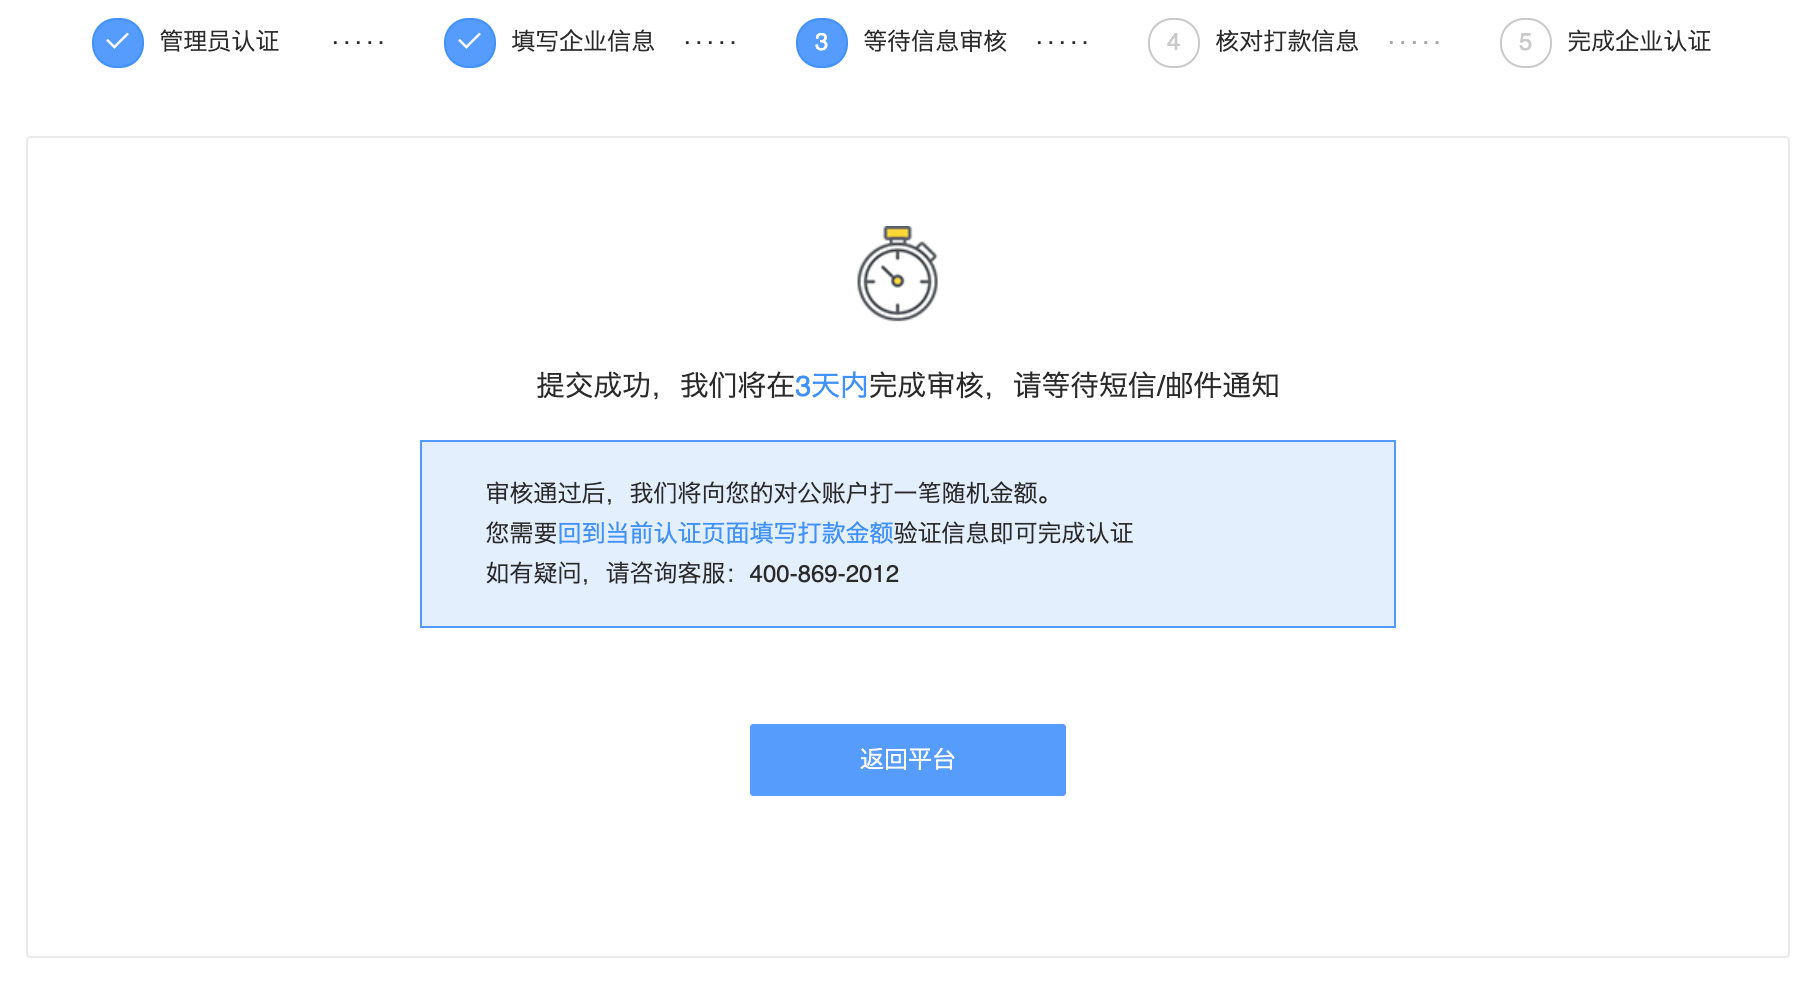 管理员认证 ····· 填写企业信息 ····· 3 等待信息审核 ····· 4 核对打款信息 ····· 5 完成企业认证
提交成功，我们将在3天内完成审核，请等待短信/邮件通知
审核通过后，我们将向您的对公账户打一笔随机金额。
您需要回到当前认证页面填写打款金额验证信息即可完成认证
如有疑问，请咨询客服：400-869-2012
返回平台